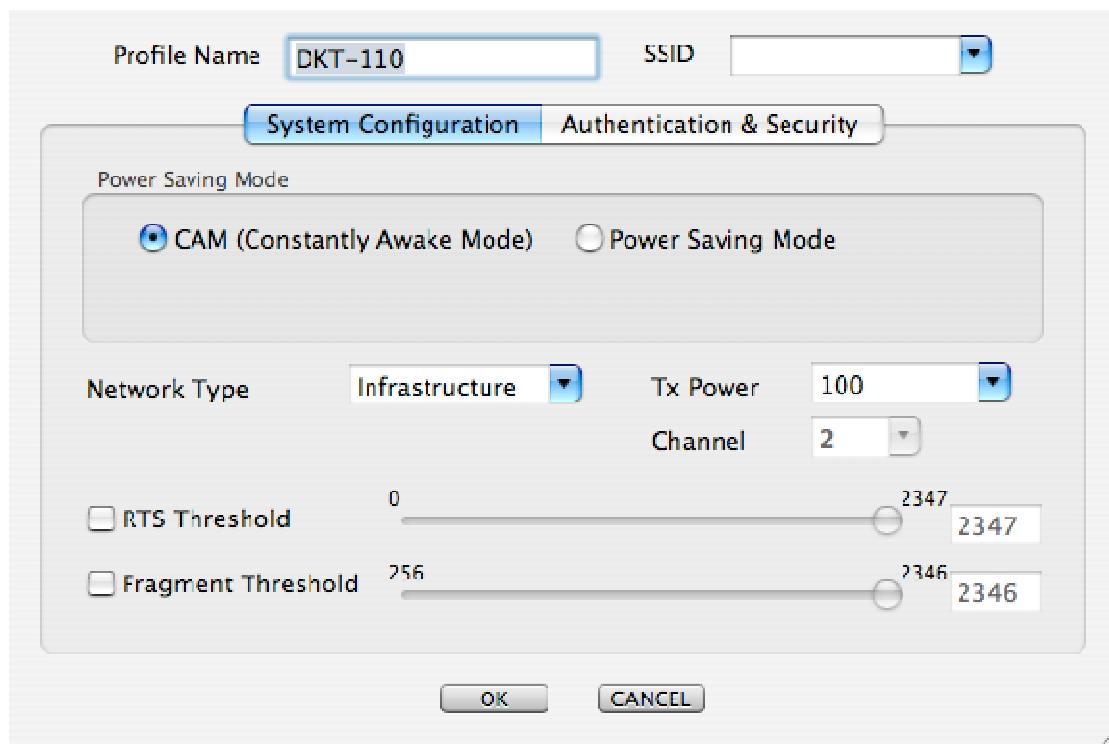 Profile Name DKT-110 SSID
System Configuration Authentication & Security
Power Saving Mode
CAM (Constantly Awake Mode) Power Saving Mode
Network Type Infrastructure Tx Power 100
Channel 2
RTS Threshold 0 2347 2347
Fragment Threshold 256 2346 2346
OK CANCEL